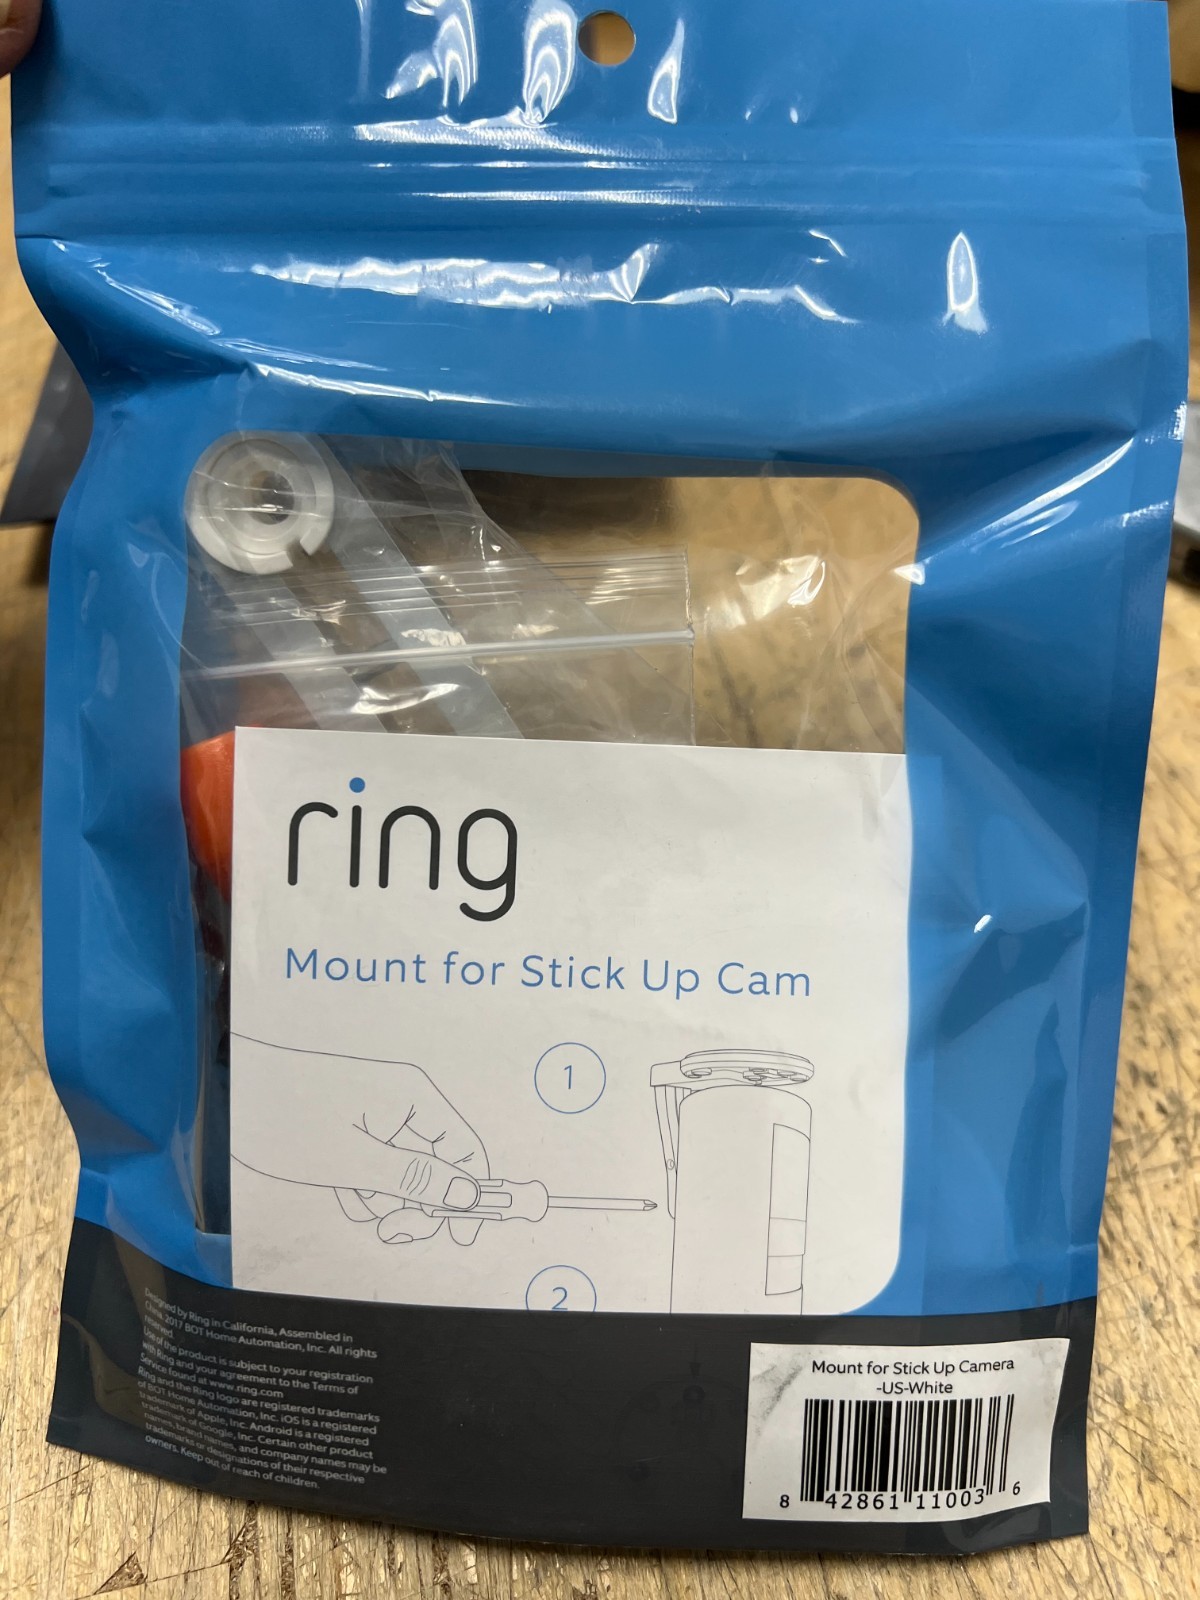 ring
Mount for Stick Up Cam
1
2
Designed by Ring in California, Assembled in
China. 2017 BOT Home Automation, Inc. All rights
reserved.
Use of the product is subject to your registration
with Ring and your agreement to the Terms of
Service found at www.ring.com
Ring and the Ring logo are registered trademarks
of BOT Home Automation, Inc. iOS is a registered
trademark of Apple, Inc. Android is a registered
trademark of Google, Inc. Certain other product
names, brand names, and company names may be
trademarks or designations of their respective
owners. Keep out of reach of children.
Mount for Stick Up Camera
-US-White
8 42861 11003 6